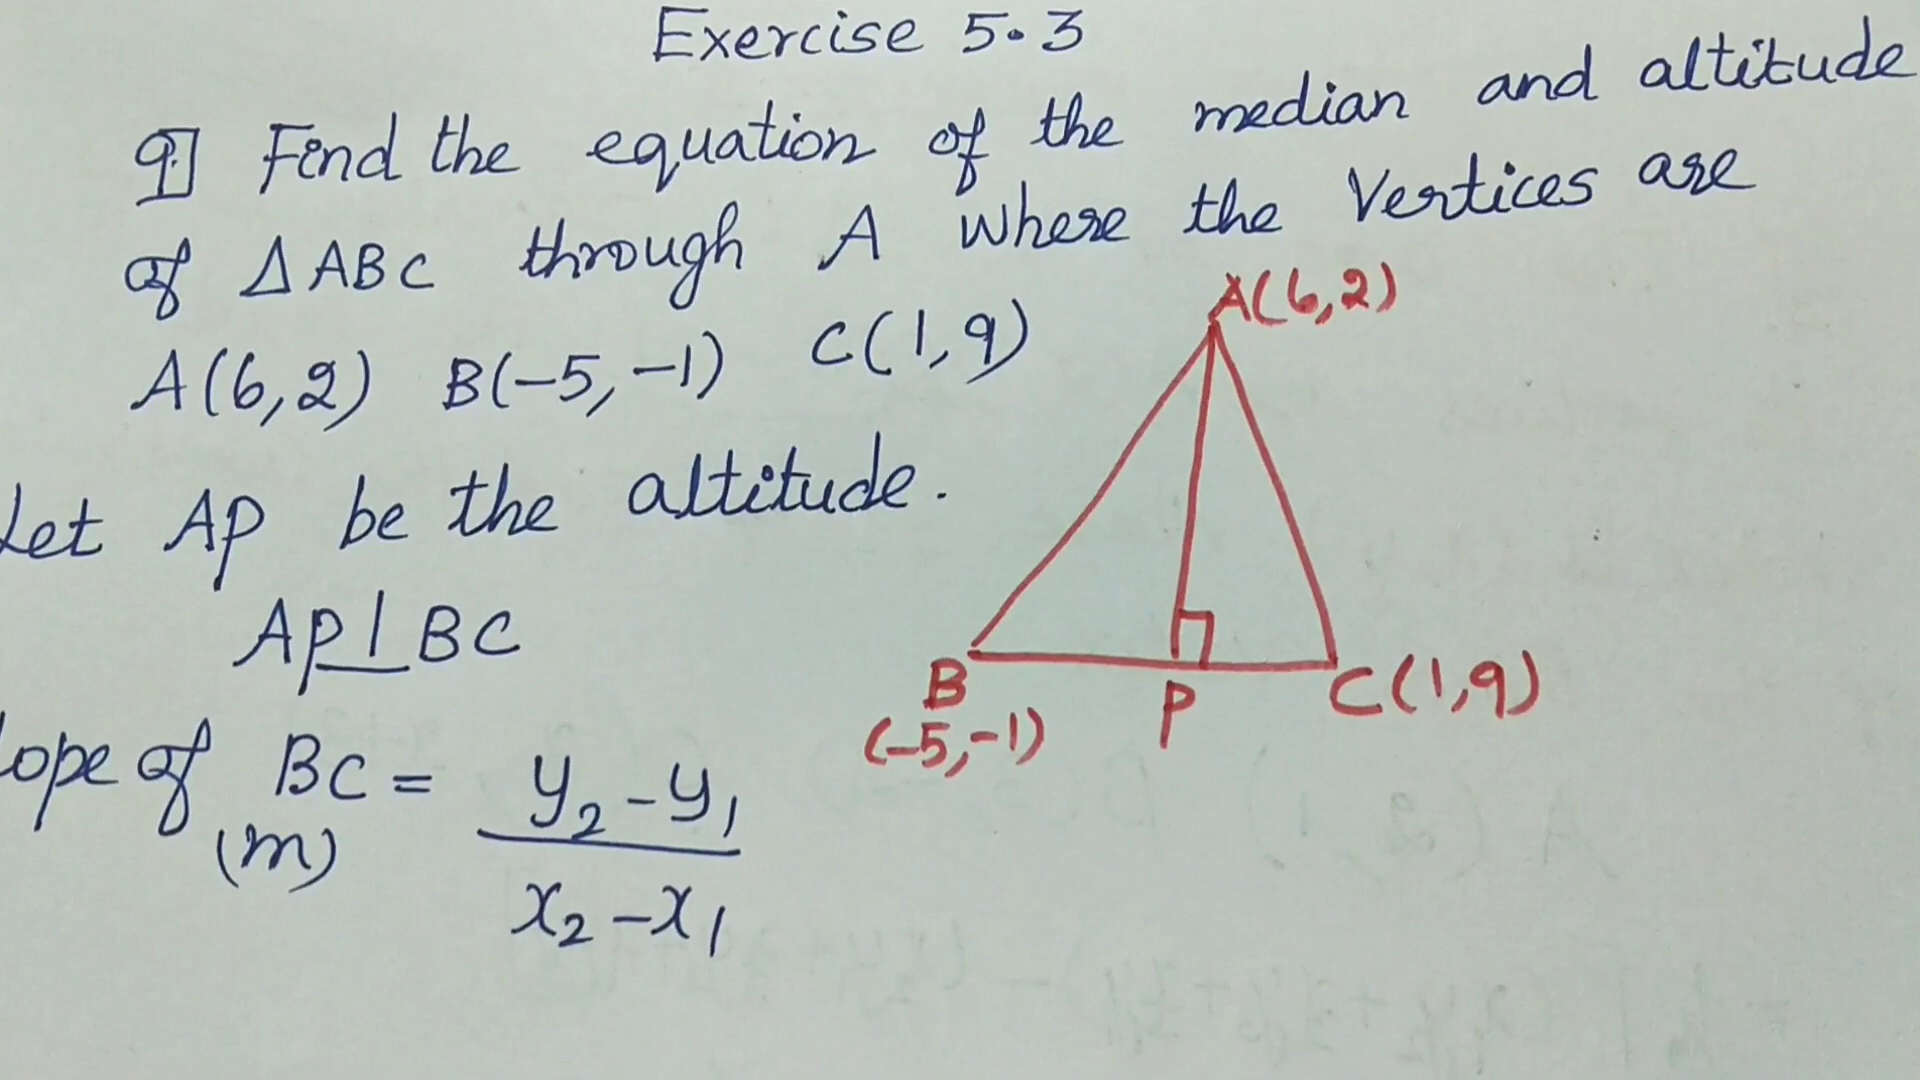 Exercise 5.3
9] Find the equation of the median and altitude
of ΔABC through A where the Vertices are
A(6,2) B(-5,-1) C(1,9)
A(6,2)
Let AP be the altitude.
AP⊥BC
B
(-5,-1)
P
C(1,9)
lope of BC = y₂-y₁
(m)
x₂-x₁